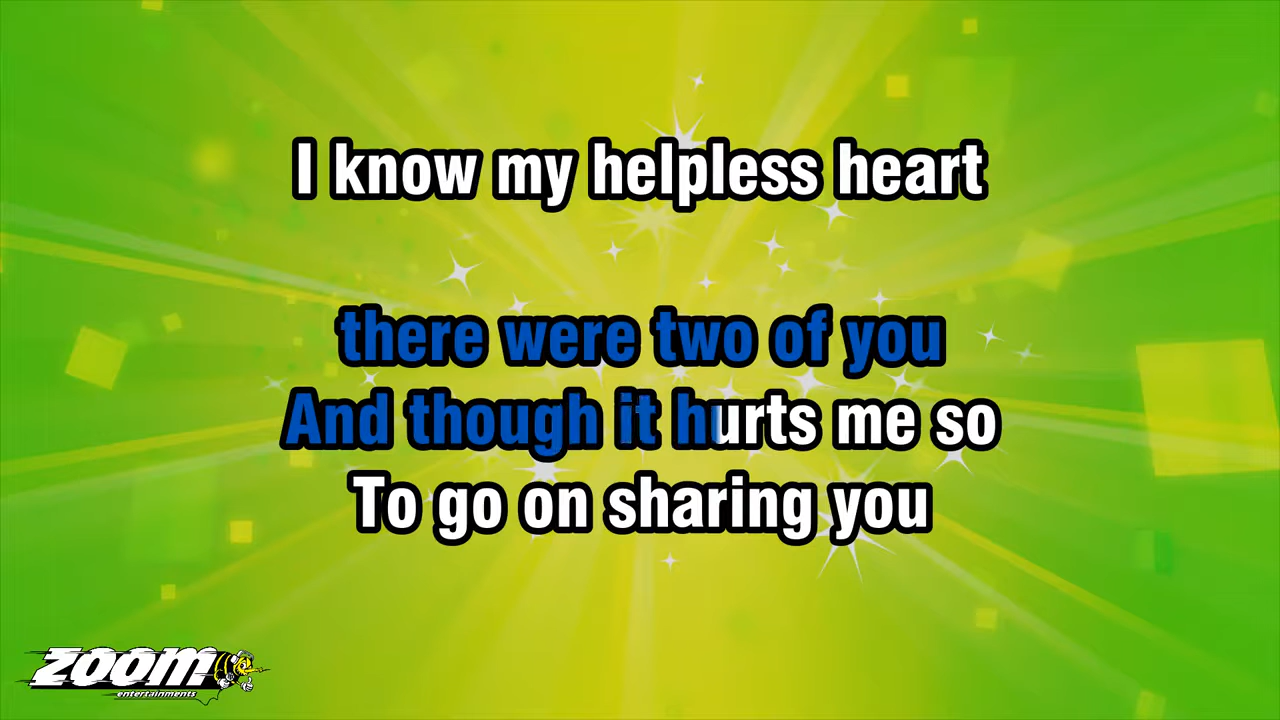 I know my helpless heart
there were two of you
And though it hurts me so
To go on sharing you
ZOOM
entertainments